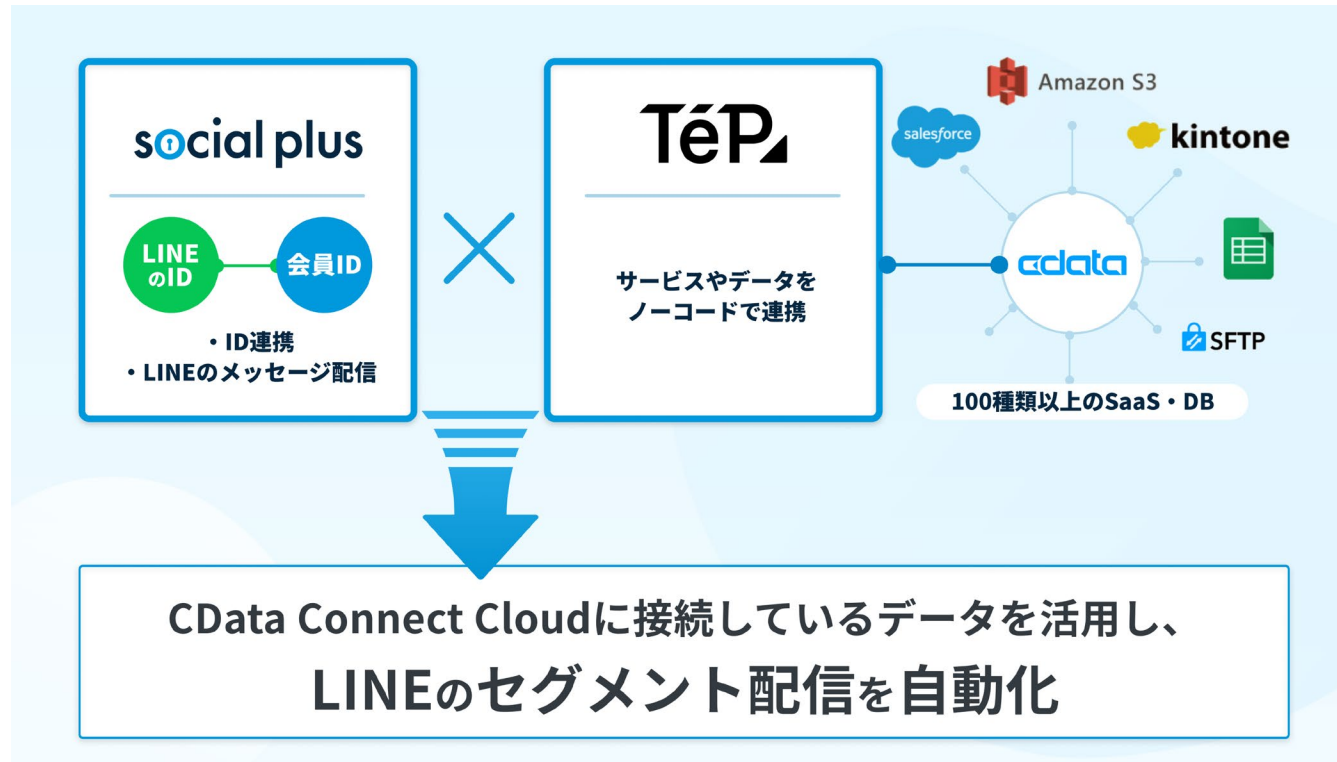 social plus
LINE
のID
会員ID
・ID連携
・LINEのメッセージ配信
TéP
サービスやデータを
ノーコードで連携
Amazon S3
salesforce
kintone
cdata
SFTP
100種類以上のSaaS・DB
CData Connect Cloudに接続しているデータを活用し、
LINEのセグメント配信を自動化